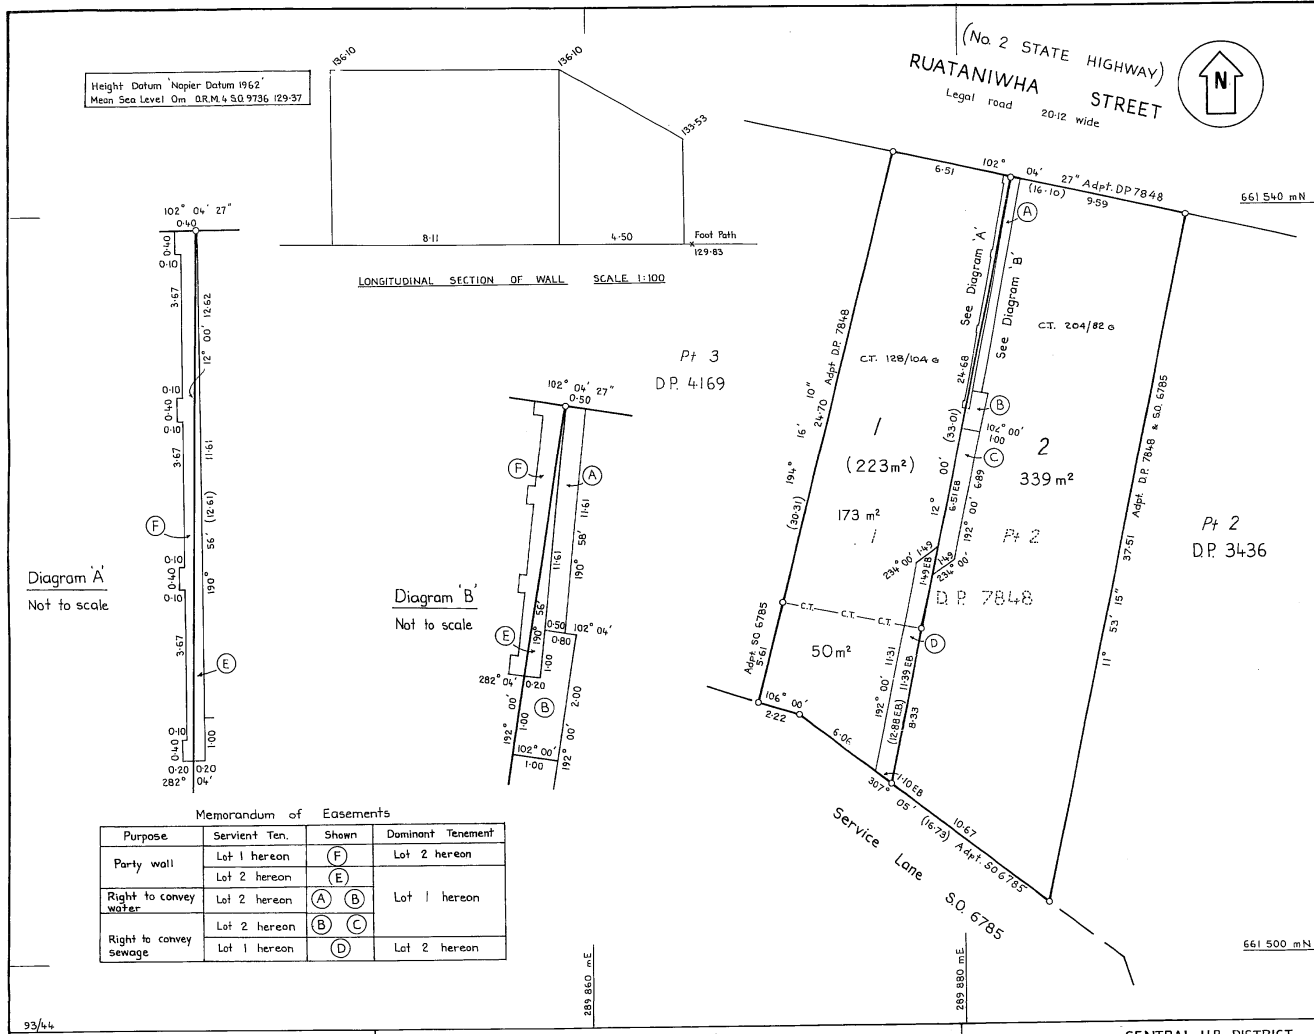 (No. 2 STATE HIGHWAY)
RUATANIWHA STREET
Legal road 20·12 wide
N
Height Datum 'Napier Datum 1962'
Mean Sea Level 0m O.R.M. 4 S.O. 9736 129·37
136·10
136·10
133·53
8·11
4·50
Foot Path
129·83
LONGITUDINAL SECTION OF WALL SCALE 1:100
102° 04' 27"
0·40
0·40
0·10
3·67
12·62
12° 00'
0·10
0·40
0·10
3·67
11·61
(12·61)
F
0·10
0·40
0·10
56'
190°
3·67
E
0·10
0·40
1·00
0·20 0·20
282° 04'
Diagram 'A'
Not to scale
102° 04' 27"
0·50
F
A
11·61
11·61
58'
190°
56'
190°
0·50 102° 04'
0·80
E
1·00
282° 04' 0·20
2·00
B
00'
1·00
192°
00'
192°
102° 00'
1·00
Diagram 'B'
Not to scale
Pt 3
D.P. 4169
6·51
102° 04' 27" Adpt. DP 7848
(16·10)
9·59
661 540 mN
A
See Diagram 'A'
See Diagram 'B'
C.T. 204/82
C.T. 128/104
24·70 Adpt D.P. 7848
194° 16' 10"
(30·31)
24·68
(33·01)
12° 00'
B
102° 00'
1·00
C
1
(223m²)
173 m²
1
2
339 m²
6·51 EB
6·89
192° 00'
Pt 2
D.P. 7848
234° 00' 1·49
1·49 EB
1·49
234° 00'
C.T. C.T. C.T.
D
50m²
Adpt. SO 6785
5·61
106° 00'
2·22
6·06
192° 00' 11·31
11·39 EB
(12·88 E.B.)
8·33
1·10 EB
307° 05' (16·73) Adpt. SO 6785
10·67
37·51 Adpt. D.P. 7848 & S.O. 6785
11° 53' 15"
Pt 2
D.P. 3436
Service Lane S.O. 6785
661 500 mN
289 860 mE
289 880 mE
Memorandum of Easements
Purpose Servient Ten. Shown Dominant Tenement
Party wall Lot 1 hereon F Lot 2 hereon
Lot 2 hereon E
Right to convey water Lot 2 hereon A B Lot 1 hereon
Lot 2 hereon B C
Right to convey sewage Lot 1 hereon D Lot 2 hereon
93/44